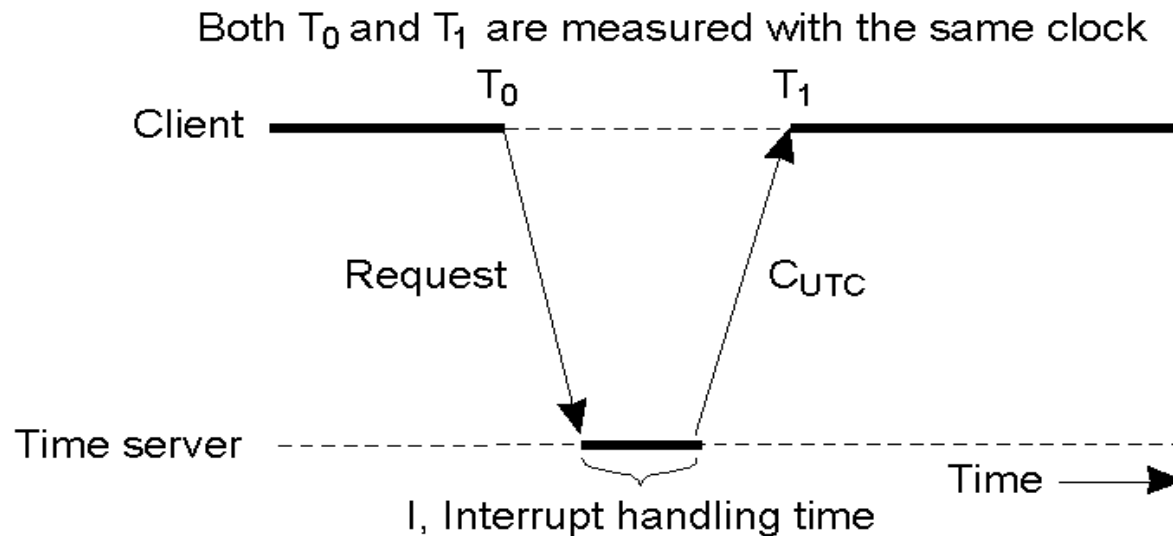 Both T₀ and T₁ are measured with the same clock
T₀
T₁
Client
Request
C_UTC
Time server
Time
I, Interrupt handling time